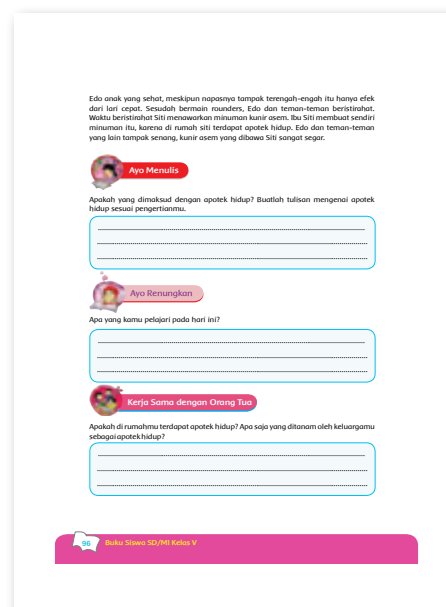 Edo anak yang sehat, meskipun napasnya tampak terengah-engah itu hanya efek
dari lari cepat. Sesudah bermain rounders, Edo dan teman-teman beristirahat.
Waktu beristirahat Siti menawarkan minuman kunir asem. Ibu Siti membuat sendiri
minuman itu, karena di rumah siti terdapat apotek hidup. Edo dan teman-teman
yang lain tampak senang, kunir asem yang dibawa Siti sangat segar.
Ayo Menulis
Apakah yang dimaksud dengan apotek hidup? Buatlah tulisan mengenai apotek
hidup sesuai pengertianmu.
Ayo Renungkan
Apa yang kamu pelajari pada hari ini?
Kerja Sama dengan Orang Tua
Apakah di rumahmu terdapat apotek hidup? Apa saja yang ditanam oleh keluargamu
sebagai apotek hidup?
96 Buku Siswa SD/MI Kelas V